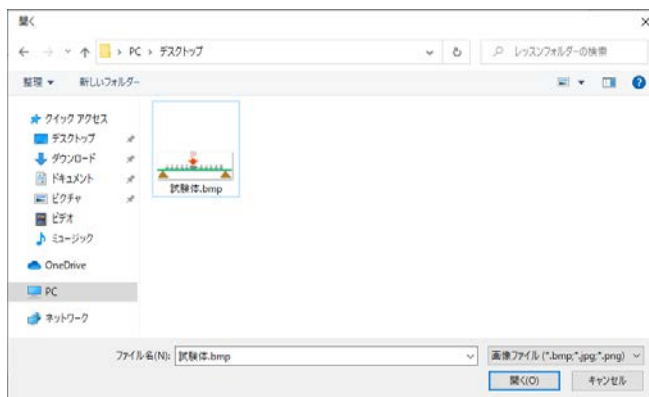 開く
PC › デスクトップ
レッスンフォルダーの検索
整理
新しいフォルダー
クイック アクセス
デスクトップ
ダウンロード
ドキュメント
ピクチャ
ビデオ
ミュージック
OneDrive
PC
ネットワーク
試験体.bmp
ファイル名(N):
試験体.bmp
画像ファイル (*.bmp;*.jpg;*.png)
開く(O)
キャンセル